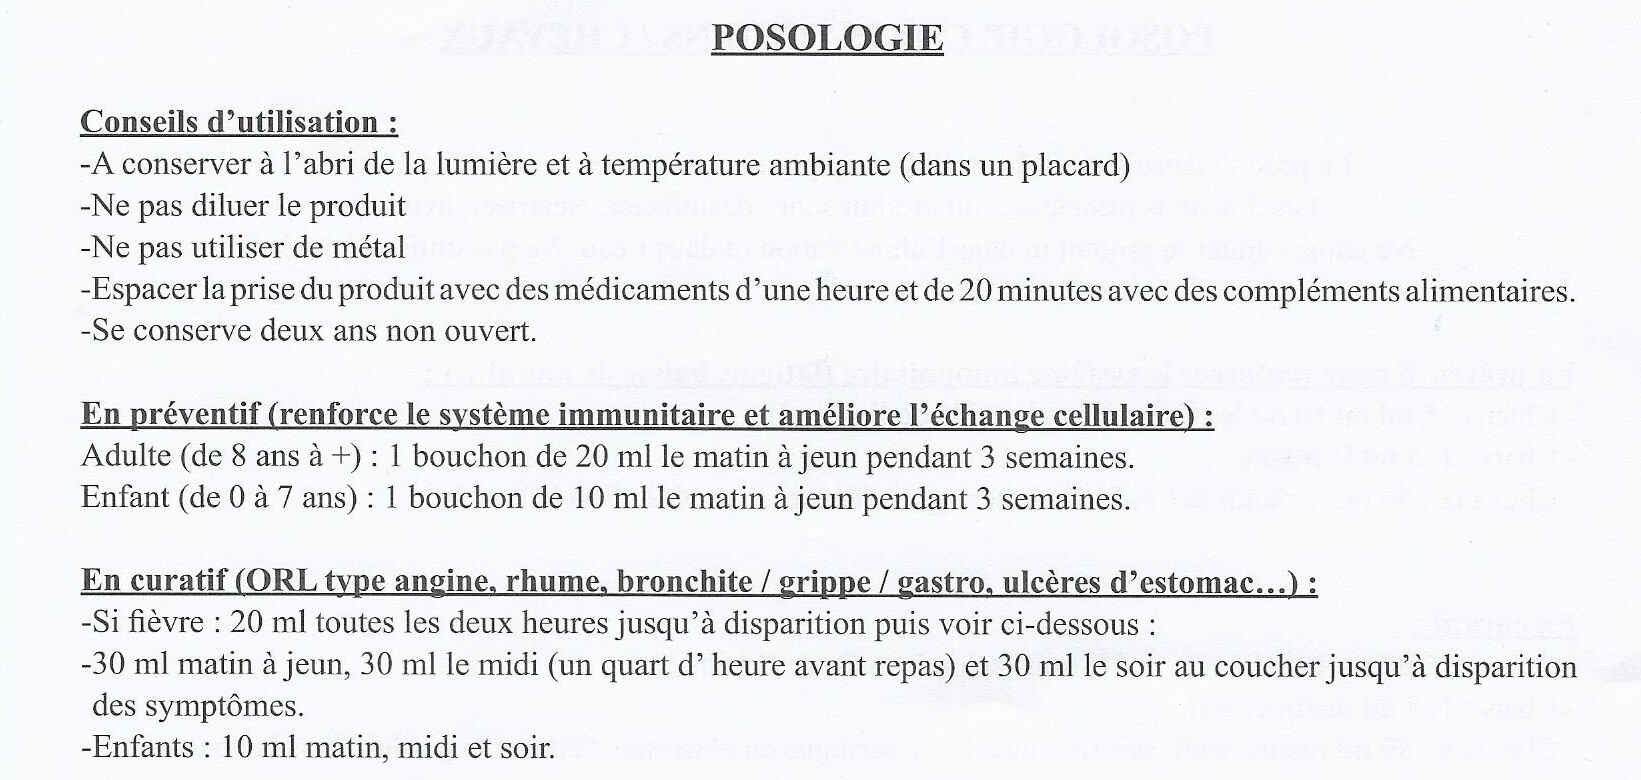 POSOLOGIE
Conseils d’utilisation :
-A conserver à l’abri de la lumière et à température ambiante (dans un placard)
-Ne pas diluer le produit
-Ne pas utiliser de métal
-Espacer la prise du produit avec des médicaments d’une heure et de 20 minutes avec des compléments alimentaires.
-Se conserve deux ans non ouvert.
En préventif (renforce le système immunitaire et améliore l’échange cellulaire) :
Adulte (de 8 ans à +) : 1 bouchon de 20 ml le matin à jeun pendant 3 semaines.
Enfant (de 0 à 7 ans) : 1 bouchon de 10 ml le matin à jeun pendant 3 semaines.
En curatif (ORL type angine, rhume, bronchite / grippe / gastro, ulcères d’estomac…) :
-Si fièvre : 20 ml toutes les deux heures jusqu’à disparition puis voir ci-dessous :
-30 ml matin à jeun, 30 ml le midi (un quart d’ heure avant repas) et 30 ml le soir au coucher jusqu’à disparition
des symptômes.
-Enfants : 10 ml matin, midi et soir.